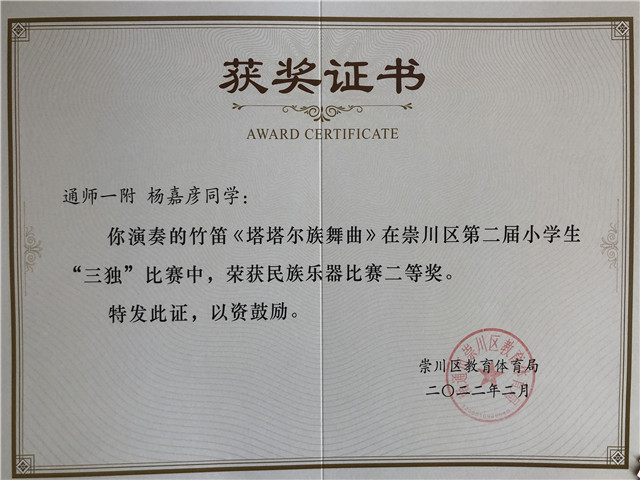 获奖证书
AWARD CERTIFICATE
通师一附 杨嘉彦同学：
你演奏的竹笛《塔塔尔族舞曲》在崇川区第二届小学生
“三独”比赛中，荣获民族乐器比赛二等奖。
特发此证，以资鼓励。
崇川区教育体育局
二〇二二年二月